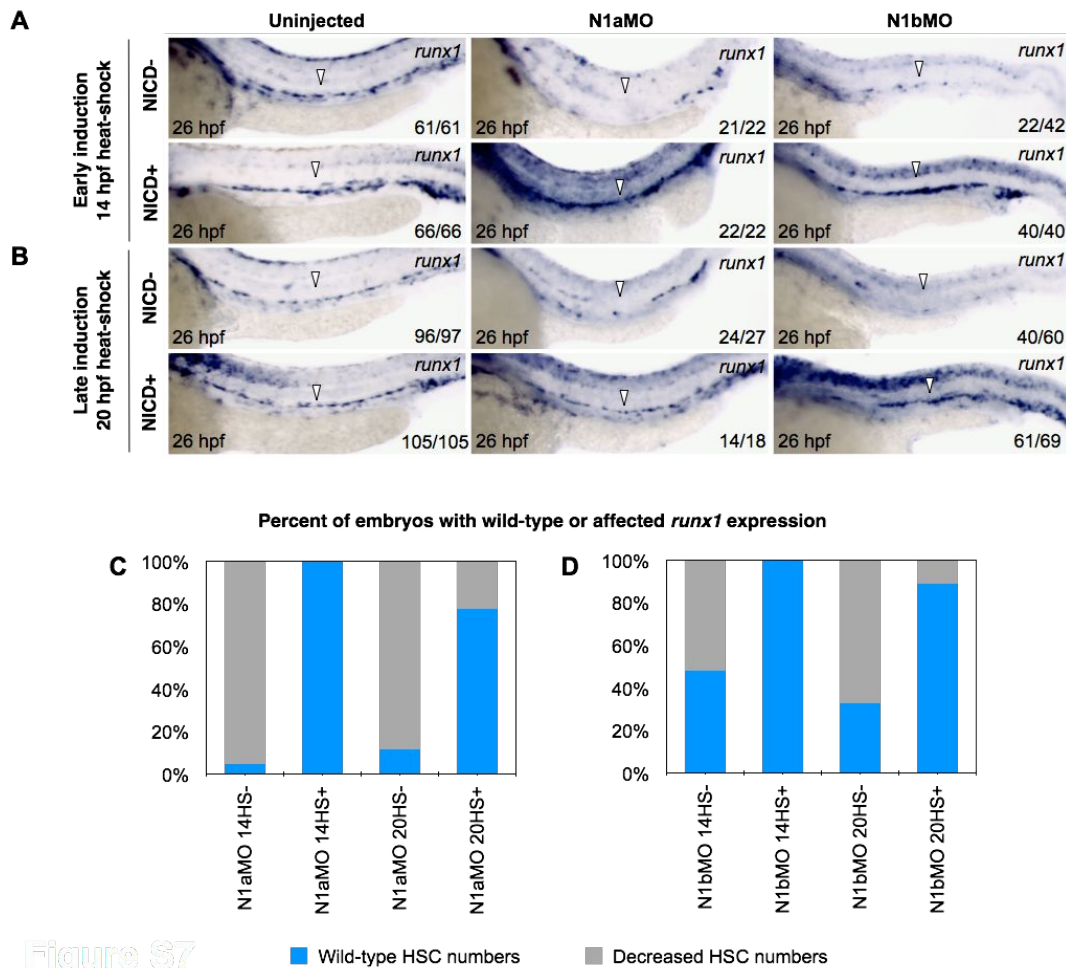 A
Uninjected
N1aMO
N1bMO
Early induction
14 hpf heat-shock
NICD-
runx1
26 hpf
61/61
runx1
26 hpf
21/22
runx1
26 hpf
22/42
NICD+
runx1
26 hpf
66/66
runx1
26 hpf
22/22
runx1
26 hpf
40/40
B
Late induction
20 hpf heat-shock
NICD-
runx1
26 hpf
96/97
runx1
26 hpf
24/27
runx1
26 hpf
40/60
NICD+
runx1
26 hpf
105/105
runx1
26 hpf
14/18
runx1
26 hpf
61/69
Percent of embryos with wild-type or affected runx1 expression
C
100%
80%
60%
40%
20%
0%
N1aMO 14HS-
N1aMO 14HS+
N1aMO 20HS-
N1aMO 20HS+
D
100%
80%
60%
40%
20%
0%
N1bMO 14HS-
N1bMO 14HS+
N1bMO 20HS-
N1bMO 20HS+
Figure S7
Wild-type HSC numbers
Decreased HSC numbers